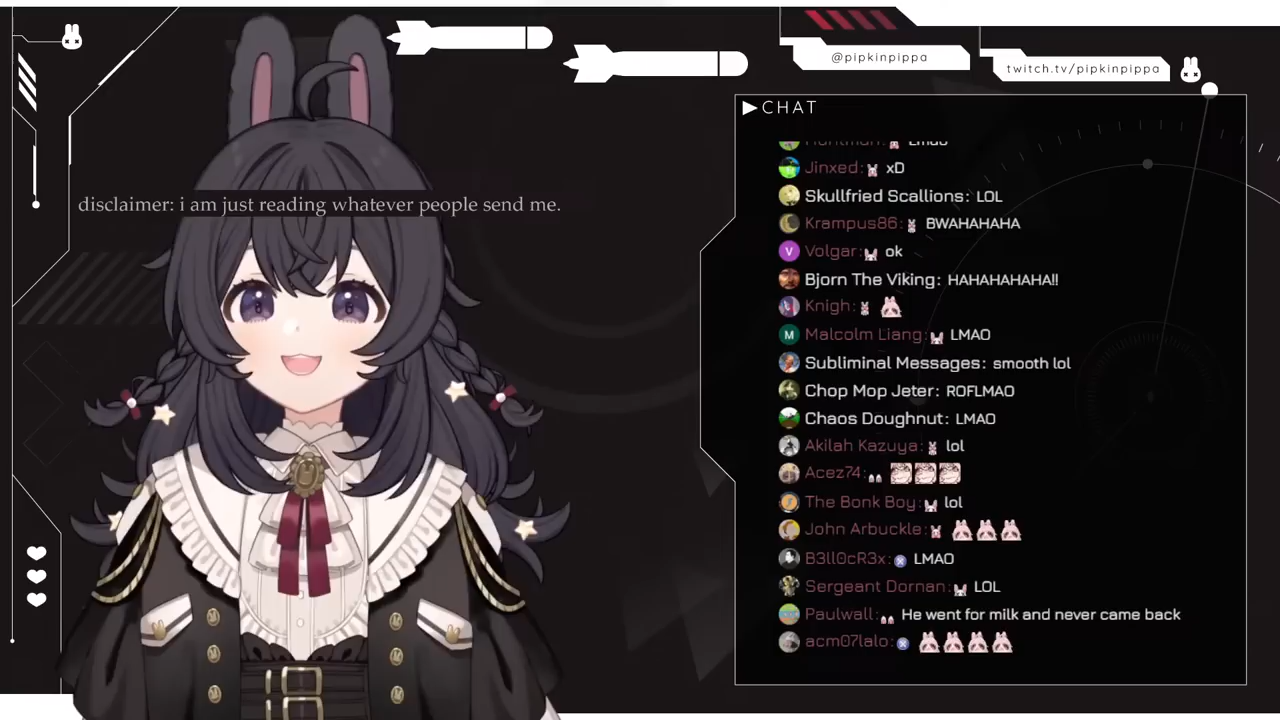 @pipkinpippa
twitch.tv/pipkinpippa
▶CHAT
disclaimer: i am just reading whatever people send me.
Jinxed: xD
Skullfried Scallions: LOL
Krampus86: BWAHAHAHA
V Volgar: ok
Bjorn The Viking: HAHAHAHAHA!!
Knigh:
M Malcolm Liang: LMAO
Subliminal Messages: smooth lol
Chop Mop Jeter: ROFLMAO
Chaos Doughnut: LMAO
Akilah Kazuya: lol
Acez74:
The Bonk Boy: lol
John Arbuckle:
B3ll0cR3x: LMAO
Sergeant Dornan: LOL
Paulwall: He went for milk and never came back
acm07lalo: